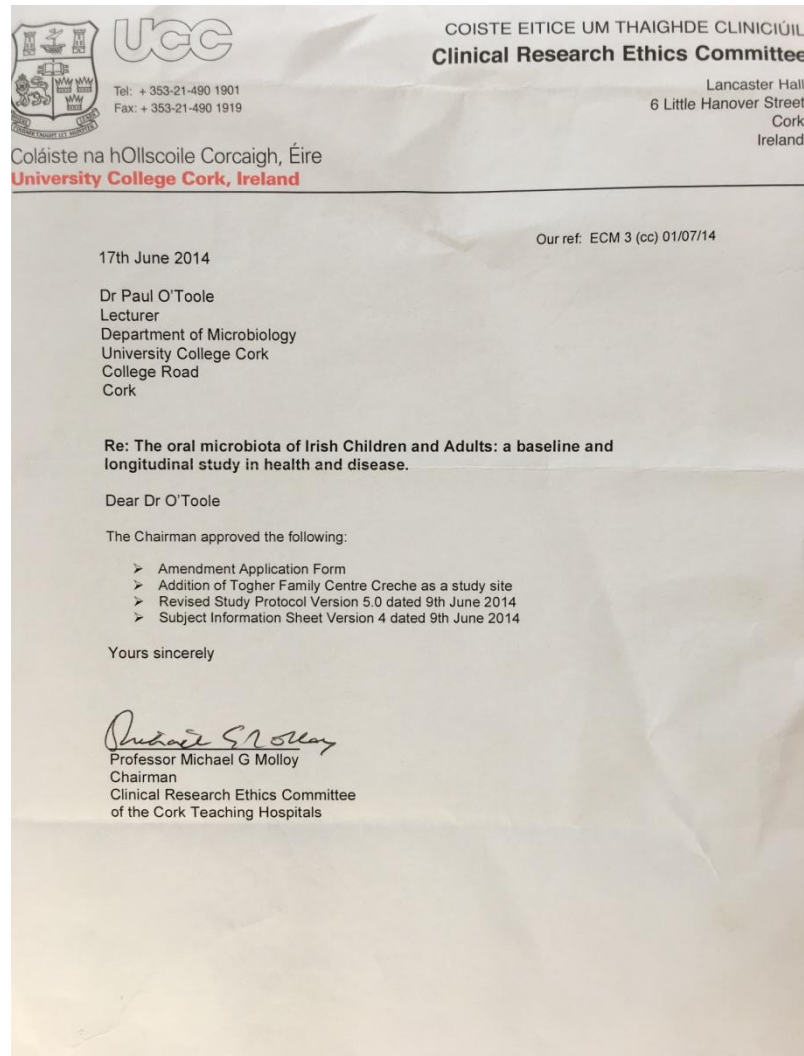 UCC
COISTE EITICE UM THAIGHDE CLINICIÚIL
Clinical Research Ethics Committee
Tel: + 353-21-490 1901
Fax: + 353-21-490 1919
Lancaster Hall
6 Little Hanover Street
Cork
Ireland
Coláiste na hOllscoile Corcaigh, Éire
University College Cork, Ireland
Our ref: ECM 3 (cc) 01/07/14
17th June 2014
Dr Paul O'Toole
Lecturer
Department of Microbiology
University College Cork
College Road
Cork
Re: The oral microbiota of Irish Children and Adults: a baseline and
longitudinal study in health and disease.
Dear Dr O'Toole
The Chairman approved the following:
➢ Amendment Application Form
➢ Addition of Togher Family Centre Creche as a study site
➢ Revised Study Protocol Version 5.0 dated 9th June 2014
➢ Subject Information Sheet Version 4 dated 9th June 2014
Yours sincerely
Professor Michael G Molloy
Chairman
Clinical Research Ethics Committee
of the Cork Teaching Hospitals